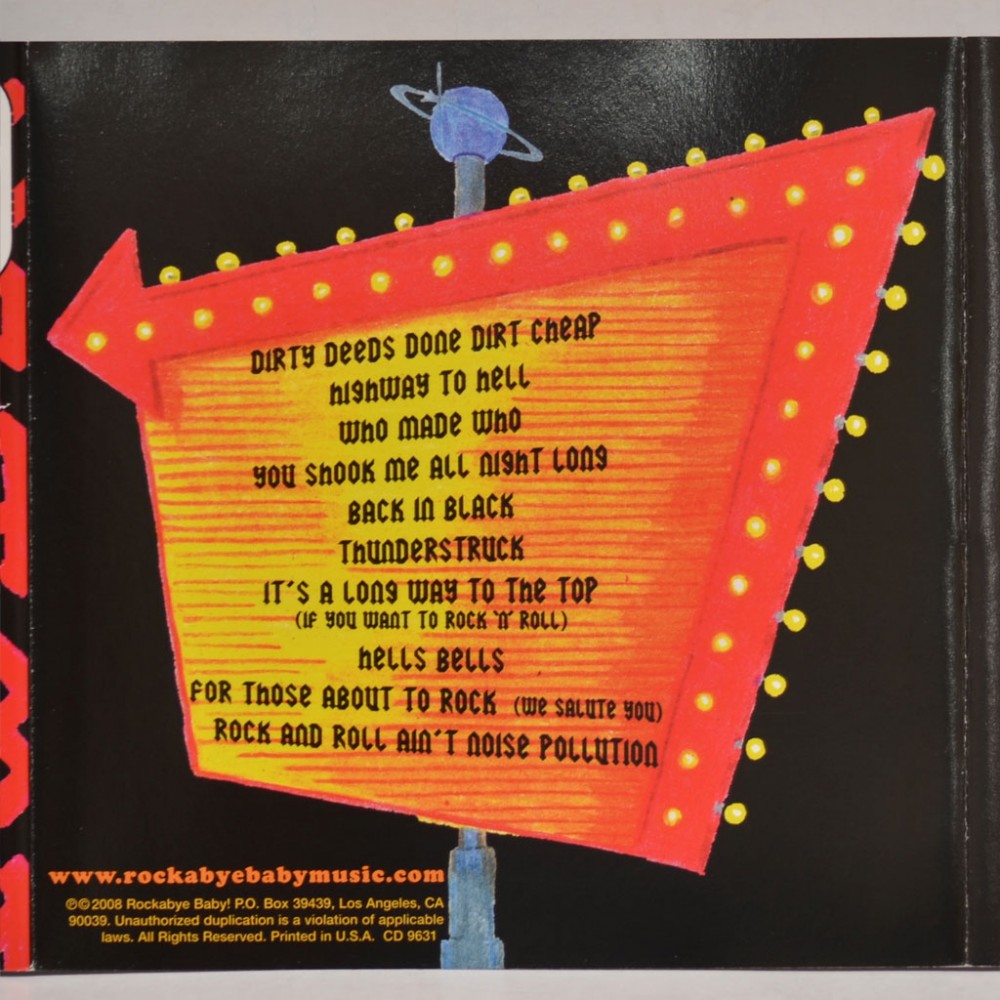 DIRTY DEEDS DONE DIRT CHEAP
HIGHWAY TO HELL
WHO MADE WHO
YOU SHOOK ME ALL NIGHT LONG
BACK IN BLACK
THUNDERSTRUCK
IT'S A LONG WAY TO THE TOP
(IF YOU WANT TO ROCK 'N' ROLL)
HELLS BELLS
FOR THOSE ABOUT TO ROCK (WE SALUTE YOU)
ROCK AND ROLL AIN'T NOISE POLLUTION
www.rockabyebabymusic.com
℗©2008 Rockabye Baby! P.O. Box 39439, Los Angeles, CA
90039. Unauthorized duplication is a violation of applicable
laws. All Rights Reserved. Printed in U.S.A. CD 9631